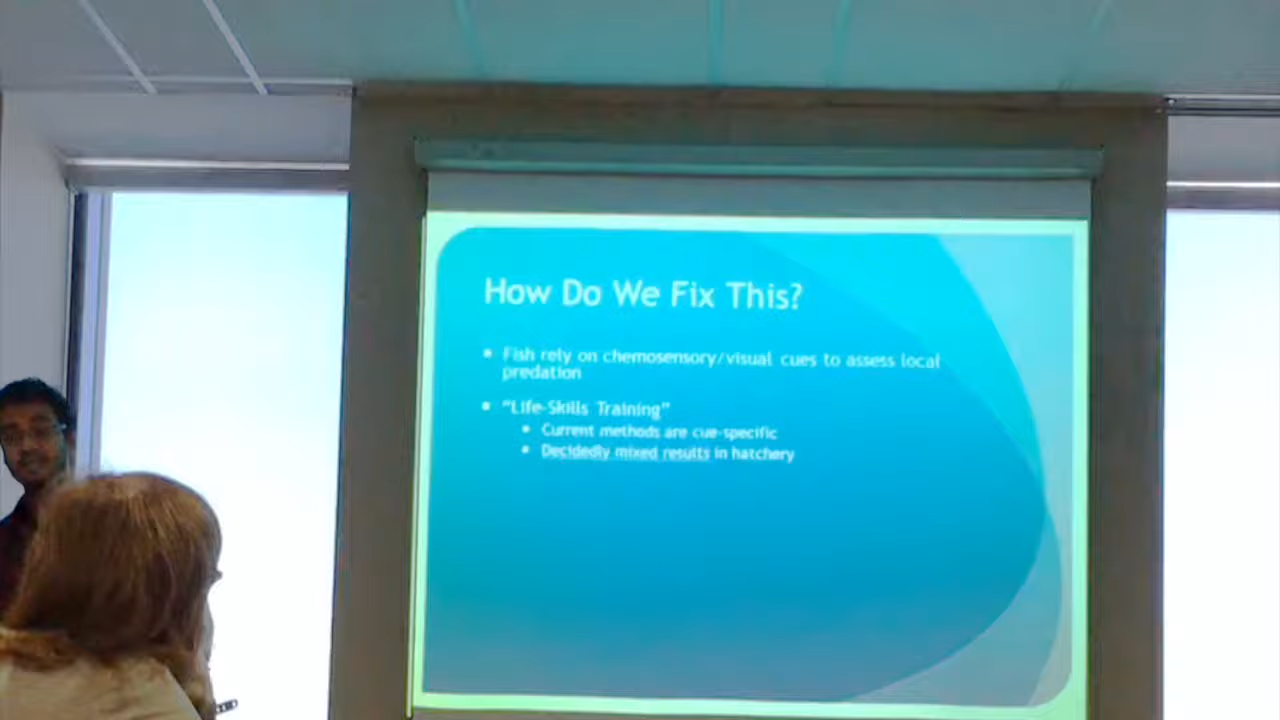 How Do We Fix This?
• Fish rely on chemosensory/visual cues to assess local
predation
• “Life-Skills Training”
• Current methods are cue-specific
• Decidedly mixed results in hatchery